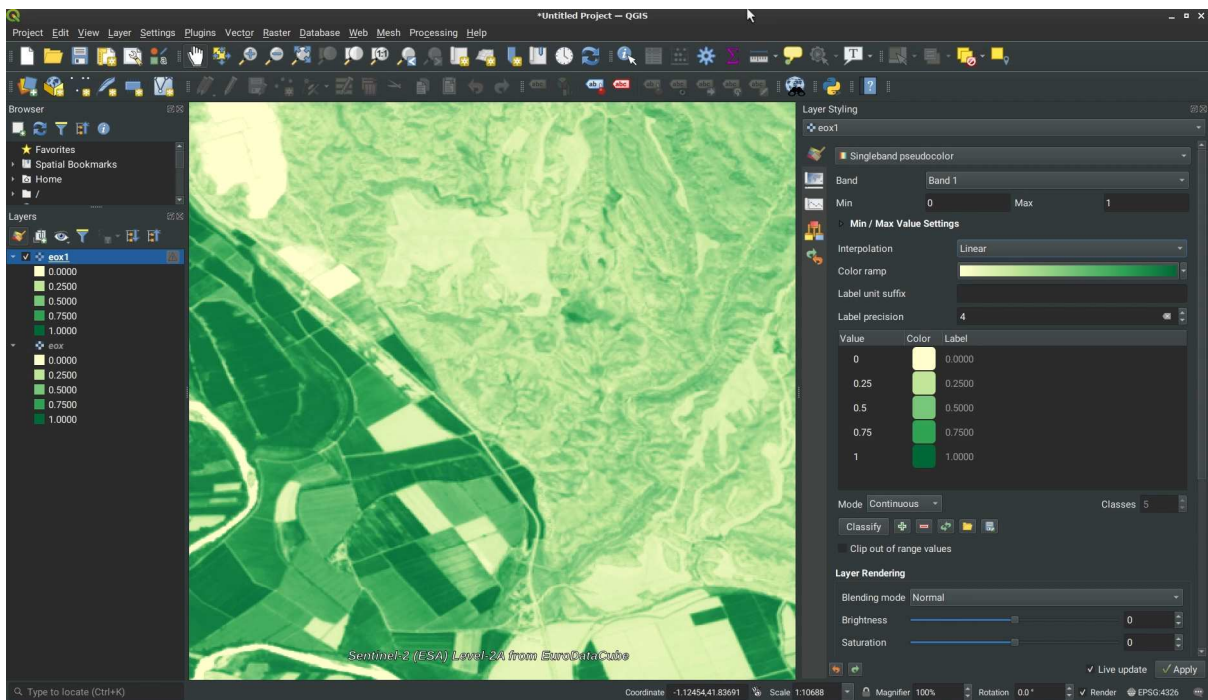 *Untitled Project — QGIS
Project Edit View Layer Settings Plugins Vector Raster Database Web Mesh Processing Help
Browser
Favorites
Spatial Bookmarks
Home
/
Layers
eox1
0.0000
0.2500
0.5000
0.7500
1.0000
eox
0.0000
0.2500
0.5000
0.7500
1.0000
Sentinel-2 (ESA) Level-2A from EuroDataCube
Layer Styling
eox1
Singleband pseudocolor
Band Band 1
Min 0 Max 1
Min / Max Value Settings
Interpolation Linear
Color ramp
Label unit suffix
Label precision 4
Value Color Label
0 0.0000
0.25 0.2500
0.5 0.5000
0.75 0.7500
1 1.0000
Mode Continuous Classes 5
Classify
Clip out of range values
Layer Rendering
Blending mode Normal
Brightness 0
Saturation 0
Live update Apply
Type to locate (Ctrl+K) Coordinate -1.12454,41.83691 Scale 1:10688 Magnifier 100% Rotation 0.0° Render EPSG:4326